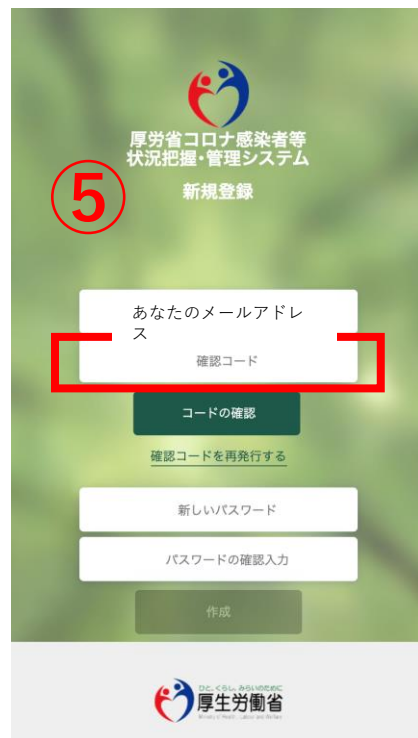 厚労省コロナ感染者等
状況把握・管理システム
⑤
新規登録
あなたのメールアドレ
ス
確認コード
コードの確認
確認コードを再発行する
新しいパスワード
パスワードの確認入力
作成
ひと、くらし、みらいのために
厚生労働省
Ministry of Health, Labour and Welfare